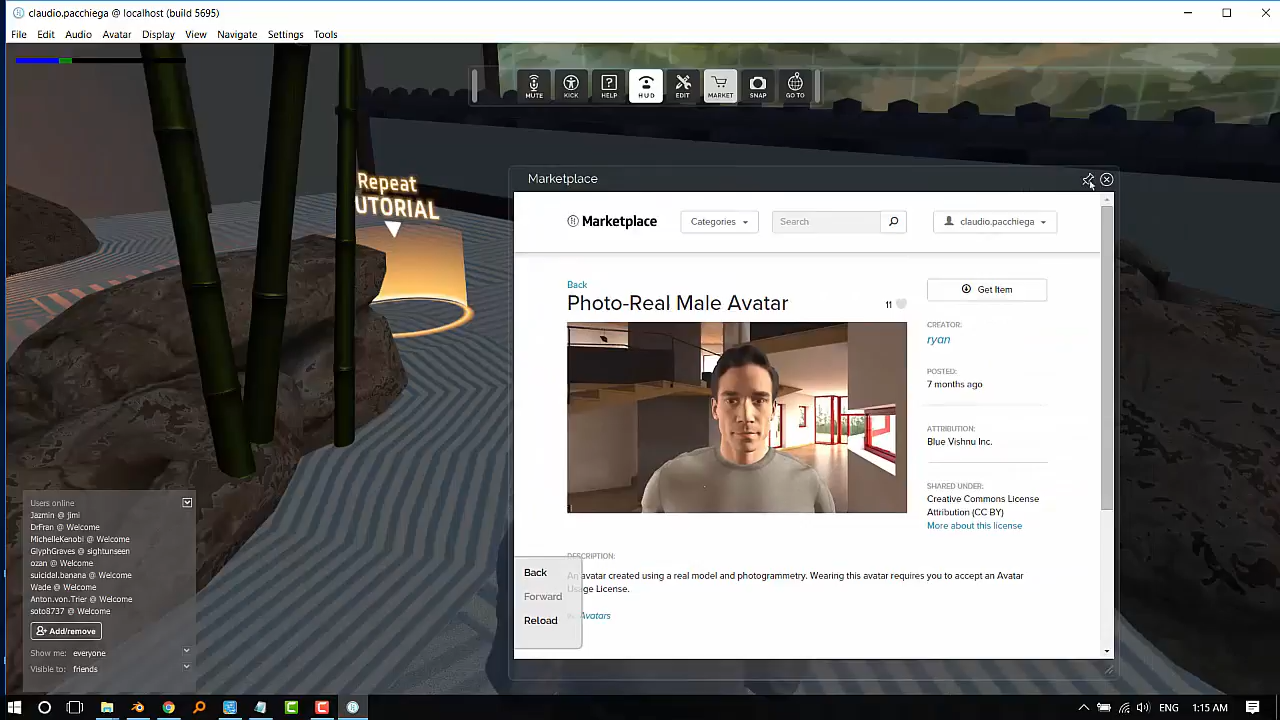 claudio.pacchiega @ localhost (build 5695)
File Edit Audio Avatar Display View Navigate Settings Tools
MUTE KICK HELP HUD EDIT MARKET SNAP GO TO
Repeat
UTORIAL
Marketplace
Marketplace Categories Search claudio.pacchiega
Back
Photo-Real Male Avatar 11
Get Item
CREATOR:
ryan
POSTED:
7 months ago
ATTRIBUTION:
Blue Vishnu Inc.
SHARED UNDER:
Creative Commons License
Attribution (CC BY)
More about this license
DESCRIPTION:
An avatar created using a real model and photogrammetry. Wearing this avatar requires you to accept an Avatar
Usage License.
Avatars
Back
Forward
Reload
Users online
Jazmin @ jimi
DrFran @ Welcome
MichelleKenobi @ Welcome
GlyphGraves @ sightunseen
ozan @ Welcome
suicidal.banana @ Welcome
Wade @ Welcome
Anton.von.Trier @ Welcome
soto8737 @ Welcome
Add/remove
Show me: everyone
Visible to: friends
ENG 1:15 AM